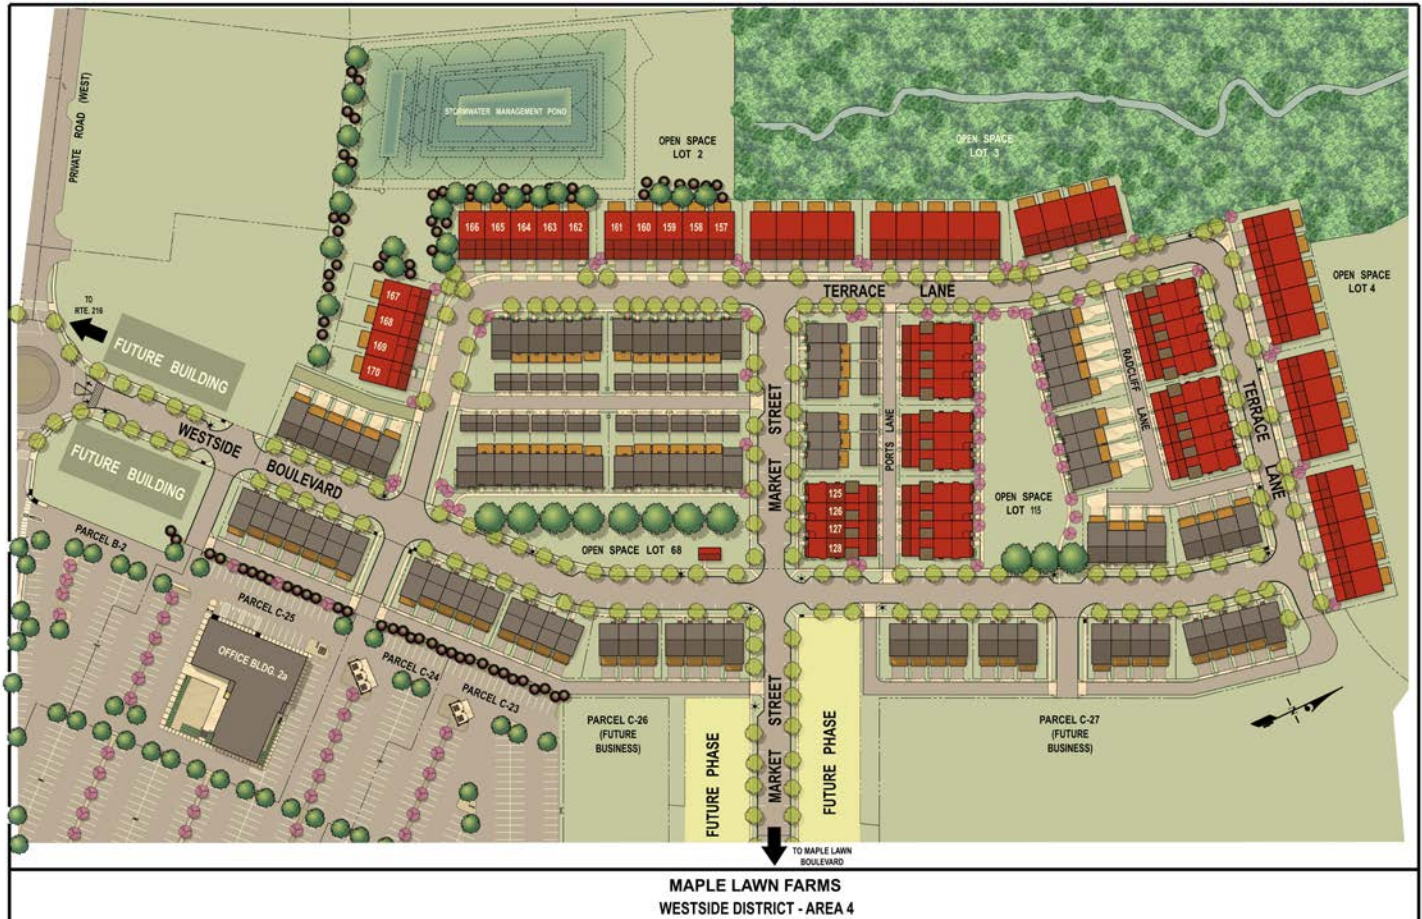 PRIVATE ROAD (WEST)
STORMWATER MANAGEMENT POND
OPEN SPACE
LOT 2
OPEN SPACE
LOT 3
166 165 164 163 162
161 160 159 158 157
OPEN SPACE
LOT 4
TO
RTE. 216
167
168
169
170
TERRACE LANE
FUTURE BUILDING
FUTURE BUILDING
WESTSIDE BOULEVARD
MARKET STREET
PORTS LANE
RADCLIFF LANE
TERRACE LANE
125
126
127
128
OPEN SPACE
LOT 115
OPEN SPACE LOT 68
PARCEL B-2
PARCEL C-25
OFFICE BLDG. 2a
PARCEL C-24
PARCEL C-23
PARCEL C-26
(FUTURE
BUSINESS)
FUTURE PHASE
MARKET STREET
FUTURE PHASE
PARCEL C-27
(FUTURE
BUSINESS)
TO MAPLE LAWN
BOULEVARD
MAPLE LAWN FARMS
WESTSIDE DISTRICT - AREA 4